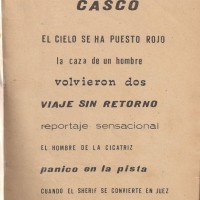 CASCO
EL CIELO SE HA PUESTO ROJO
la caza de un hombre
volvieron dos
VIAJE SIN RETORNO
reportaje sensacional
EL HOMBRE DE LA CICATRIZ
panico en la pista
CUANDO EL SHERIF SE CONVIERTE EN JUEZ